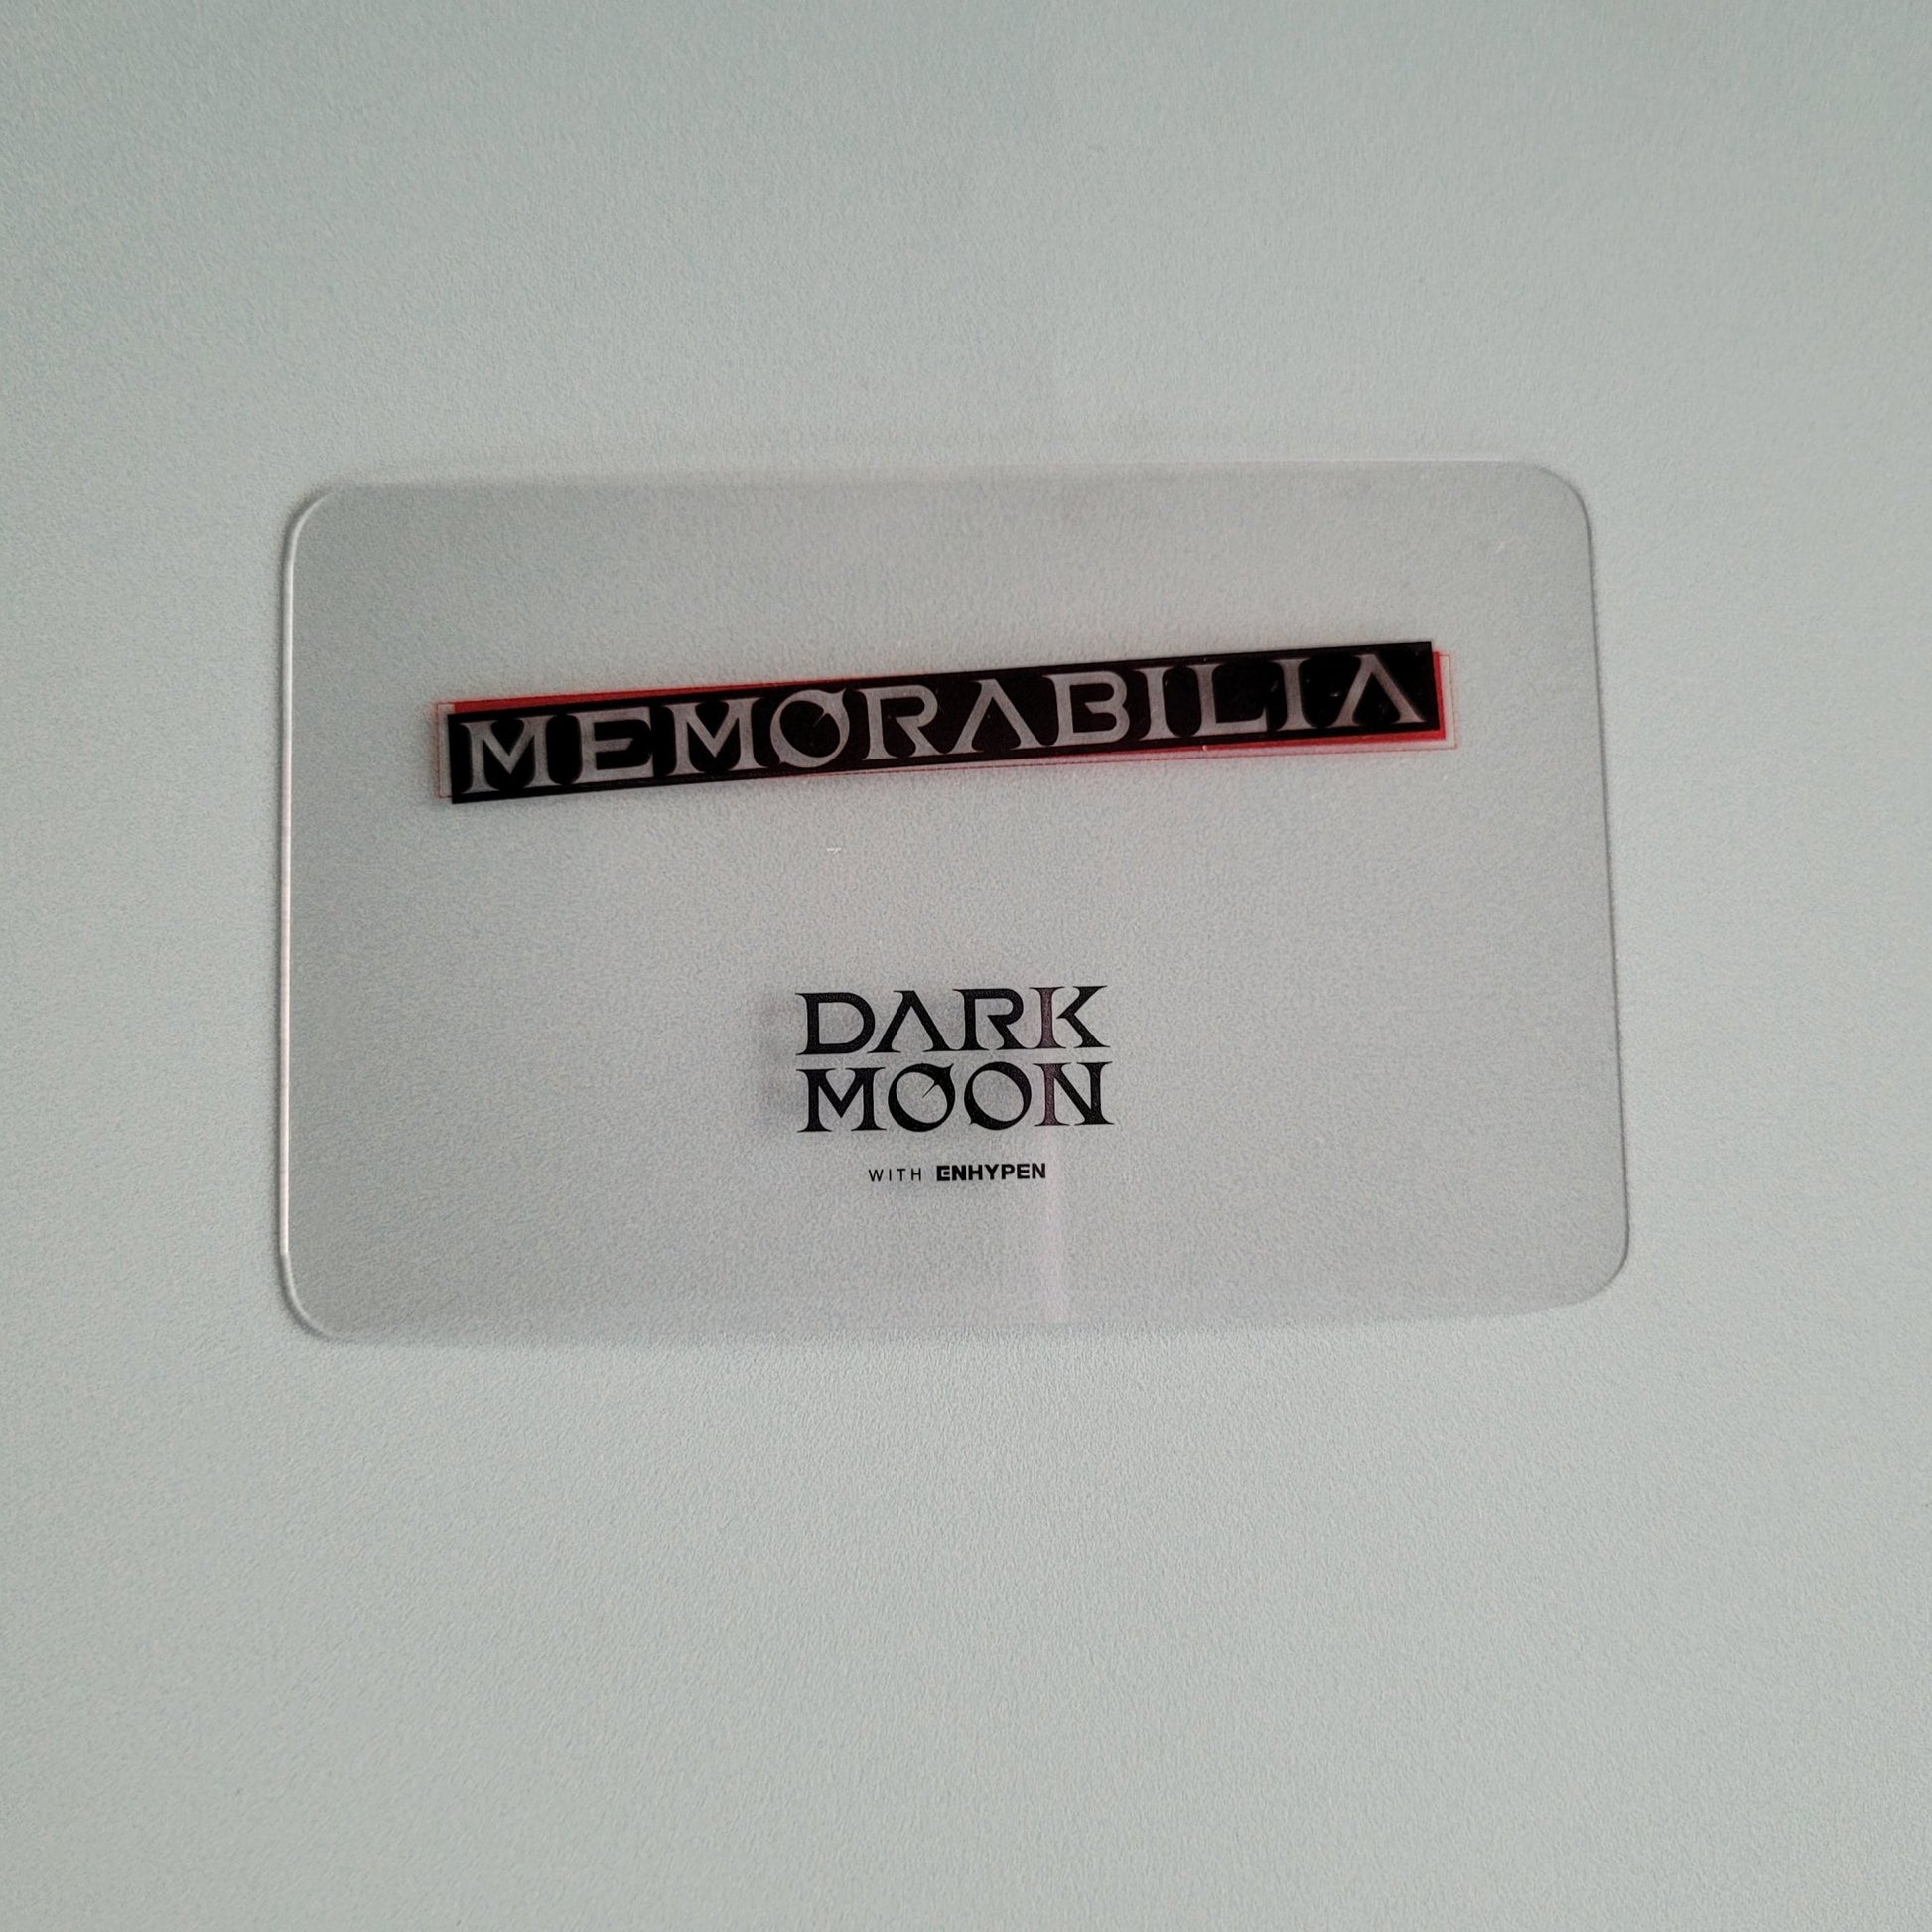 MEMORABILIA
DARK
MOON
WITH ENHYPEN